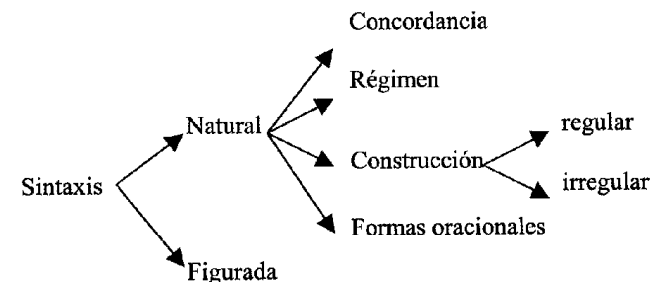 Concordancia
Régimen
Natural
regular
Construcción
Sintaxis
irregular
Formas oracionales
Figurada